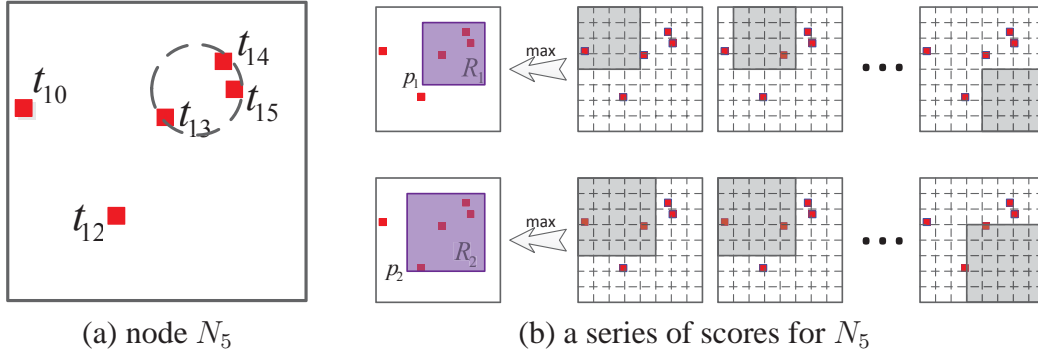 t14
t10
t15
t13
t12
(a) node N5
p1
R1
max
• • •
p2
R2
max
• • •
(b) a series of scores for N5